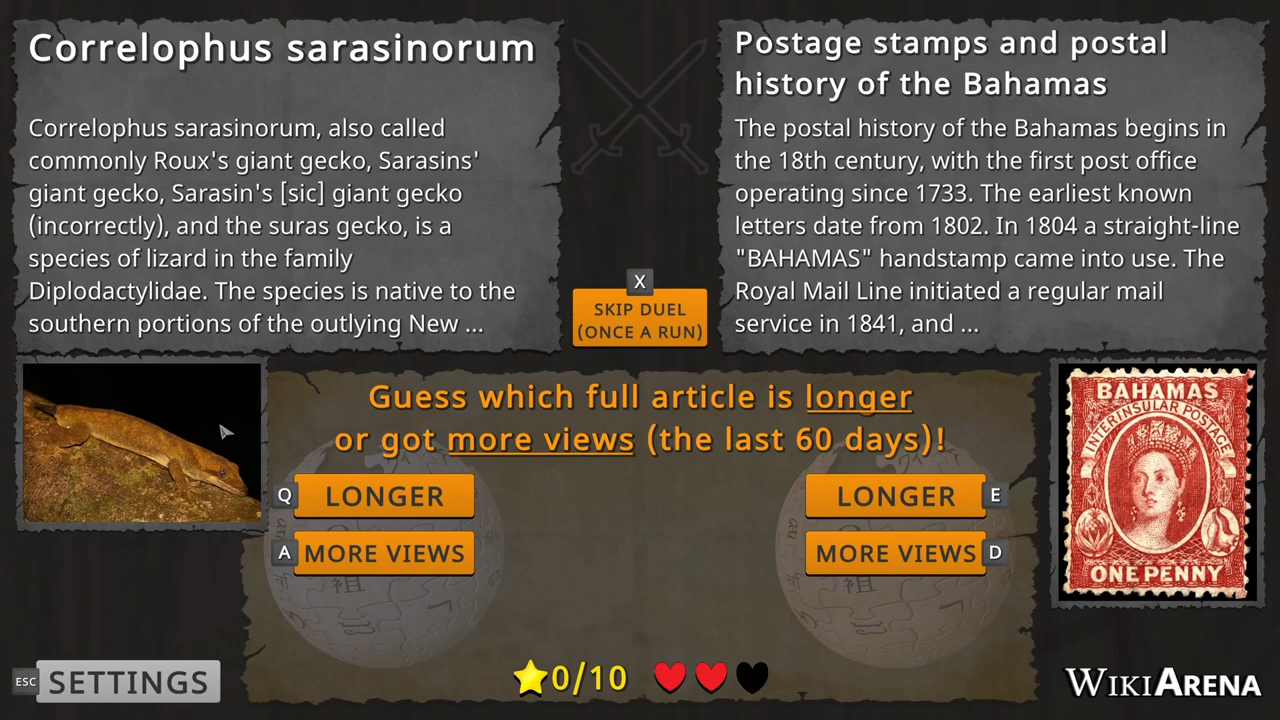 Correlophus sarasinorum
Correlophus sarasinorum, also called
commonly Roux's giant gecko, Sarasins'
giant gecko, Sarasin's [sic] giant gecko
(incorrectly), and the suras gecko, is a
species of lizard in the family
Diplodactylidae. The species is native to the
southern portions of the outlying New ...
Postage stamps and postal
history of the Bahamas
The postal history of the Bahamas begins in
the 18th century, with the first post office
operating since 1733. The earliest known
letters date from 1802. In 1804 a straight-line
"BAHAMAS" handstamp came into use. The
Royal Mail Line initiated a regular mail
service in 1841, and ...
X
SKIP DUEL
(ONCE A RUN)
Guess which full article is longer
or got more views (the last 60 days)!
Q LONGER
A MORE VIEWS
LONGER E
MORE VIEWS D
BAHAMAS
INTERINSULAR POSTAGE
ONE PENNY
ESC SETTINGS
0/10
WIKIARENA